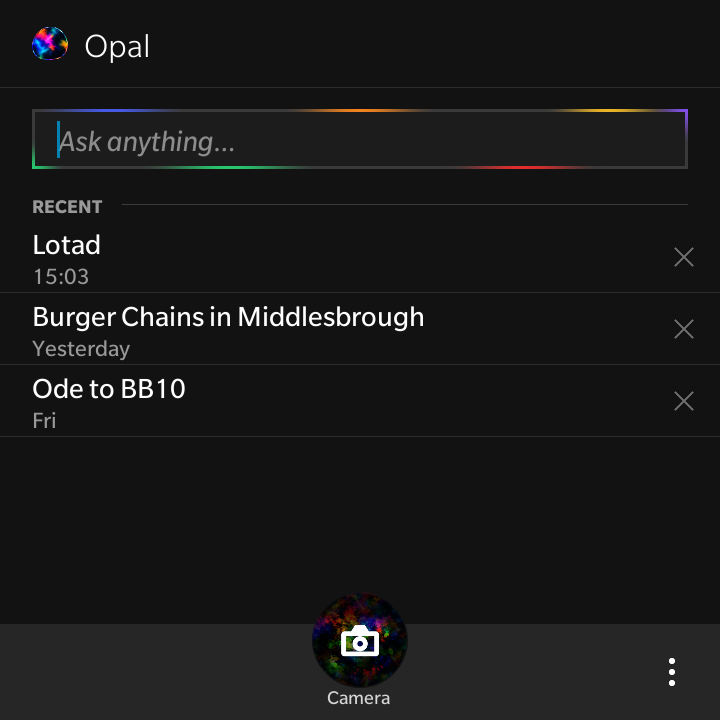 Opal
Ask anything...
RECENT
Lotad
15:03
Burger Chains in Middlesbrough
Yesterday
Ode to BB10
Fri
Camera